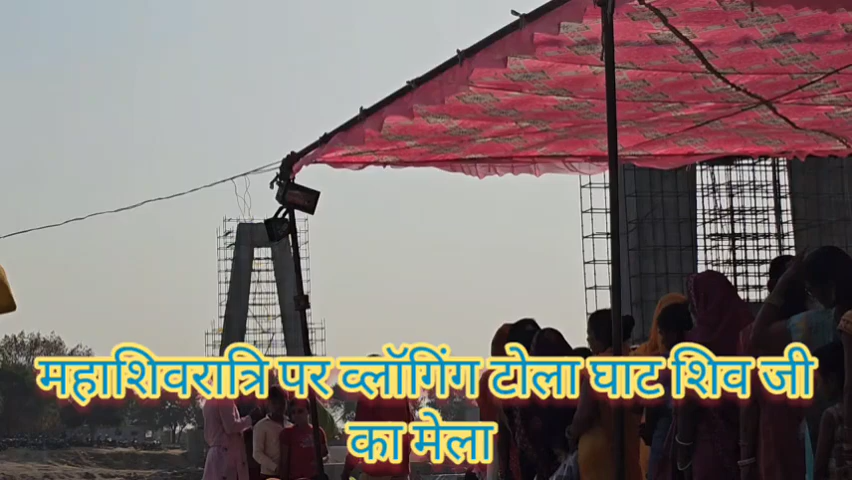 महाशिवरात्रि पर व्लॉगिंग टोला घाट शिव जी
का मेला